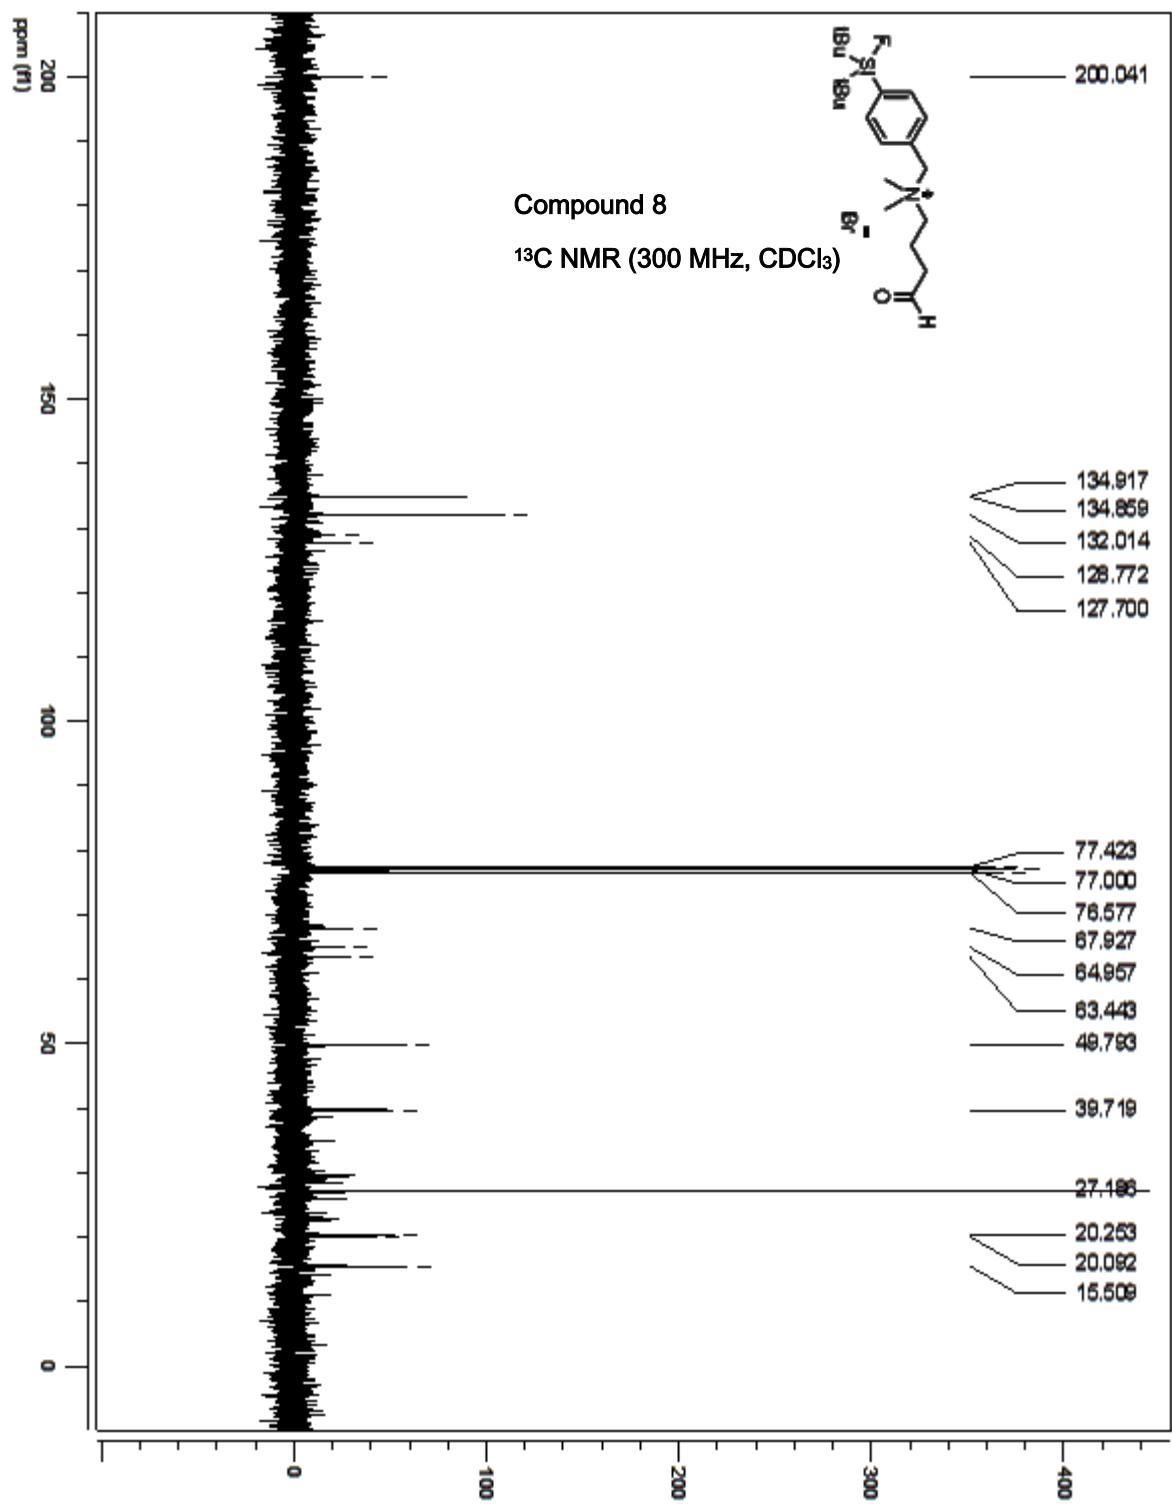 F
tBu
Si
tBu
N
+
Br
-
O
H
Compound 8
¹³C NMR (300 MHz, CDCl₃)
200.041
134.917
134.859
132.014
128.772
127.700
77.423
77.000
76.577
67.927
64.957
63.443
49.793
39.719
27.186
20.253
20.092
15.509
200
150
100
50
0
ppm (f1)
0
100
200
300
400